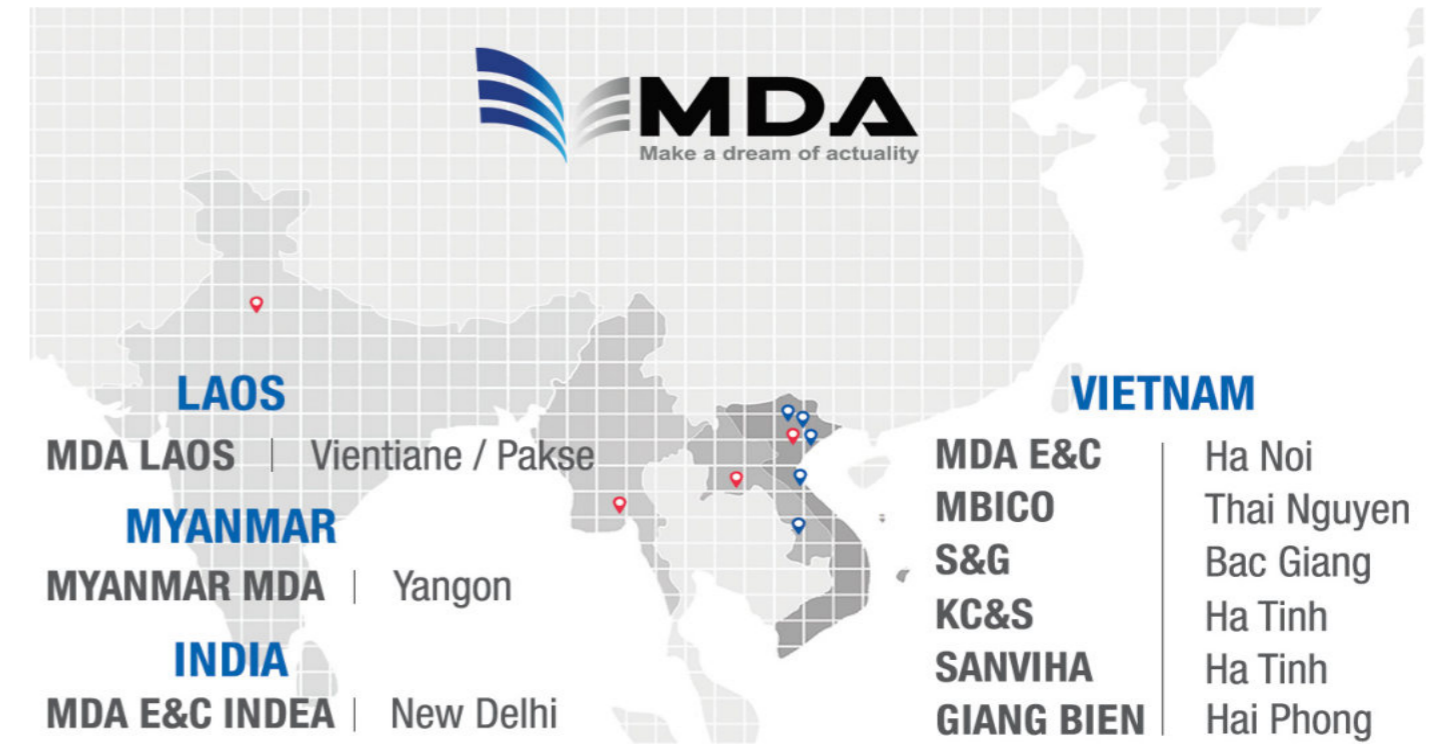 MDA
Make a dream of actuality
LAOS
MDA LAOS | Vientiane / Pakse
MYANMAR
MYANMAR MDA | Yangon
INDIA
MDA E&C INDEA | New Delhi
VIETNAM
MDA E&C | Ha Noi
MBICO | Thai Nguyen
S&G | Bac Giang
KC&S | Ha Tinh
SANVIHA | Ha Tinh
GIANG BIEN | Hai Phong